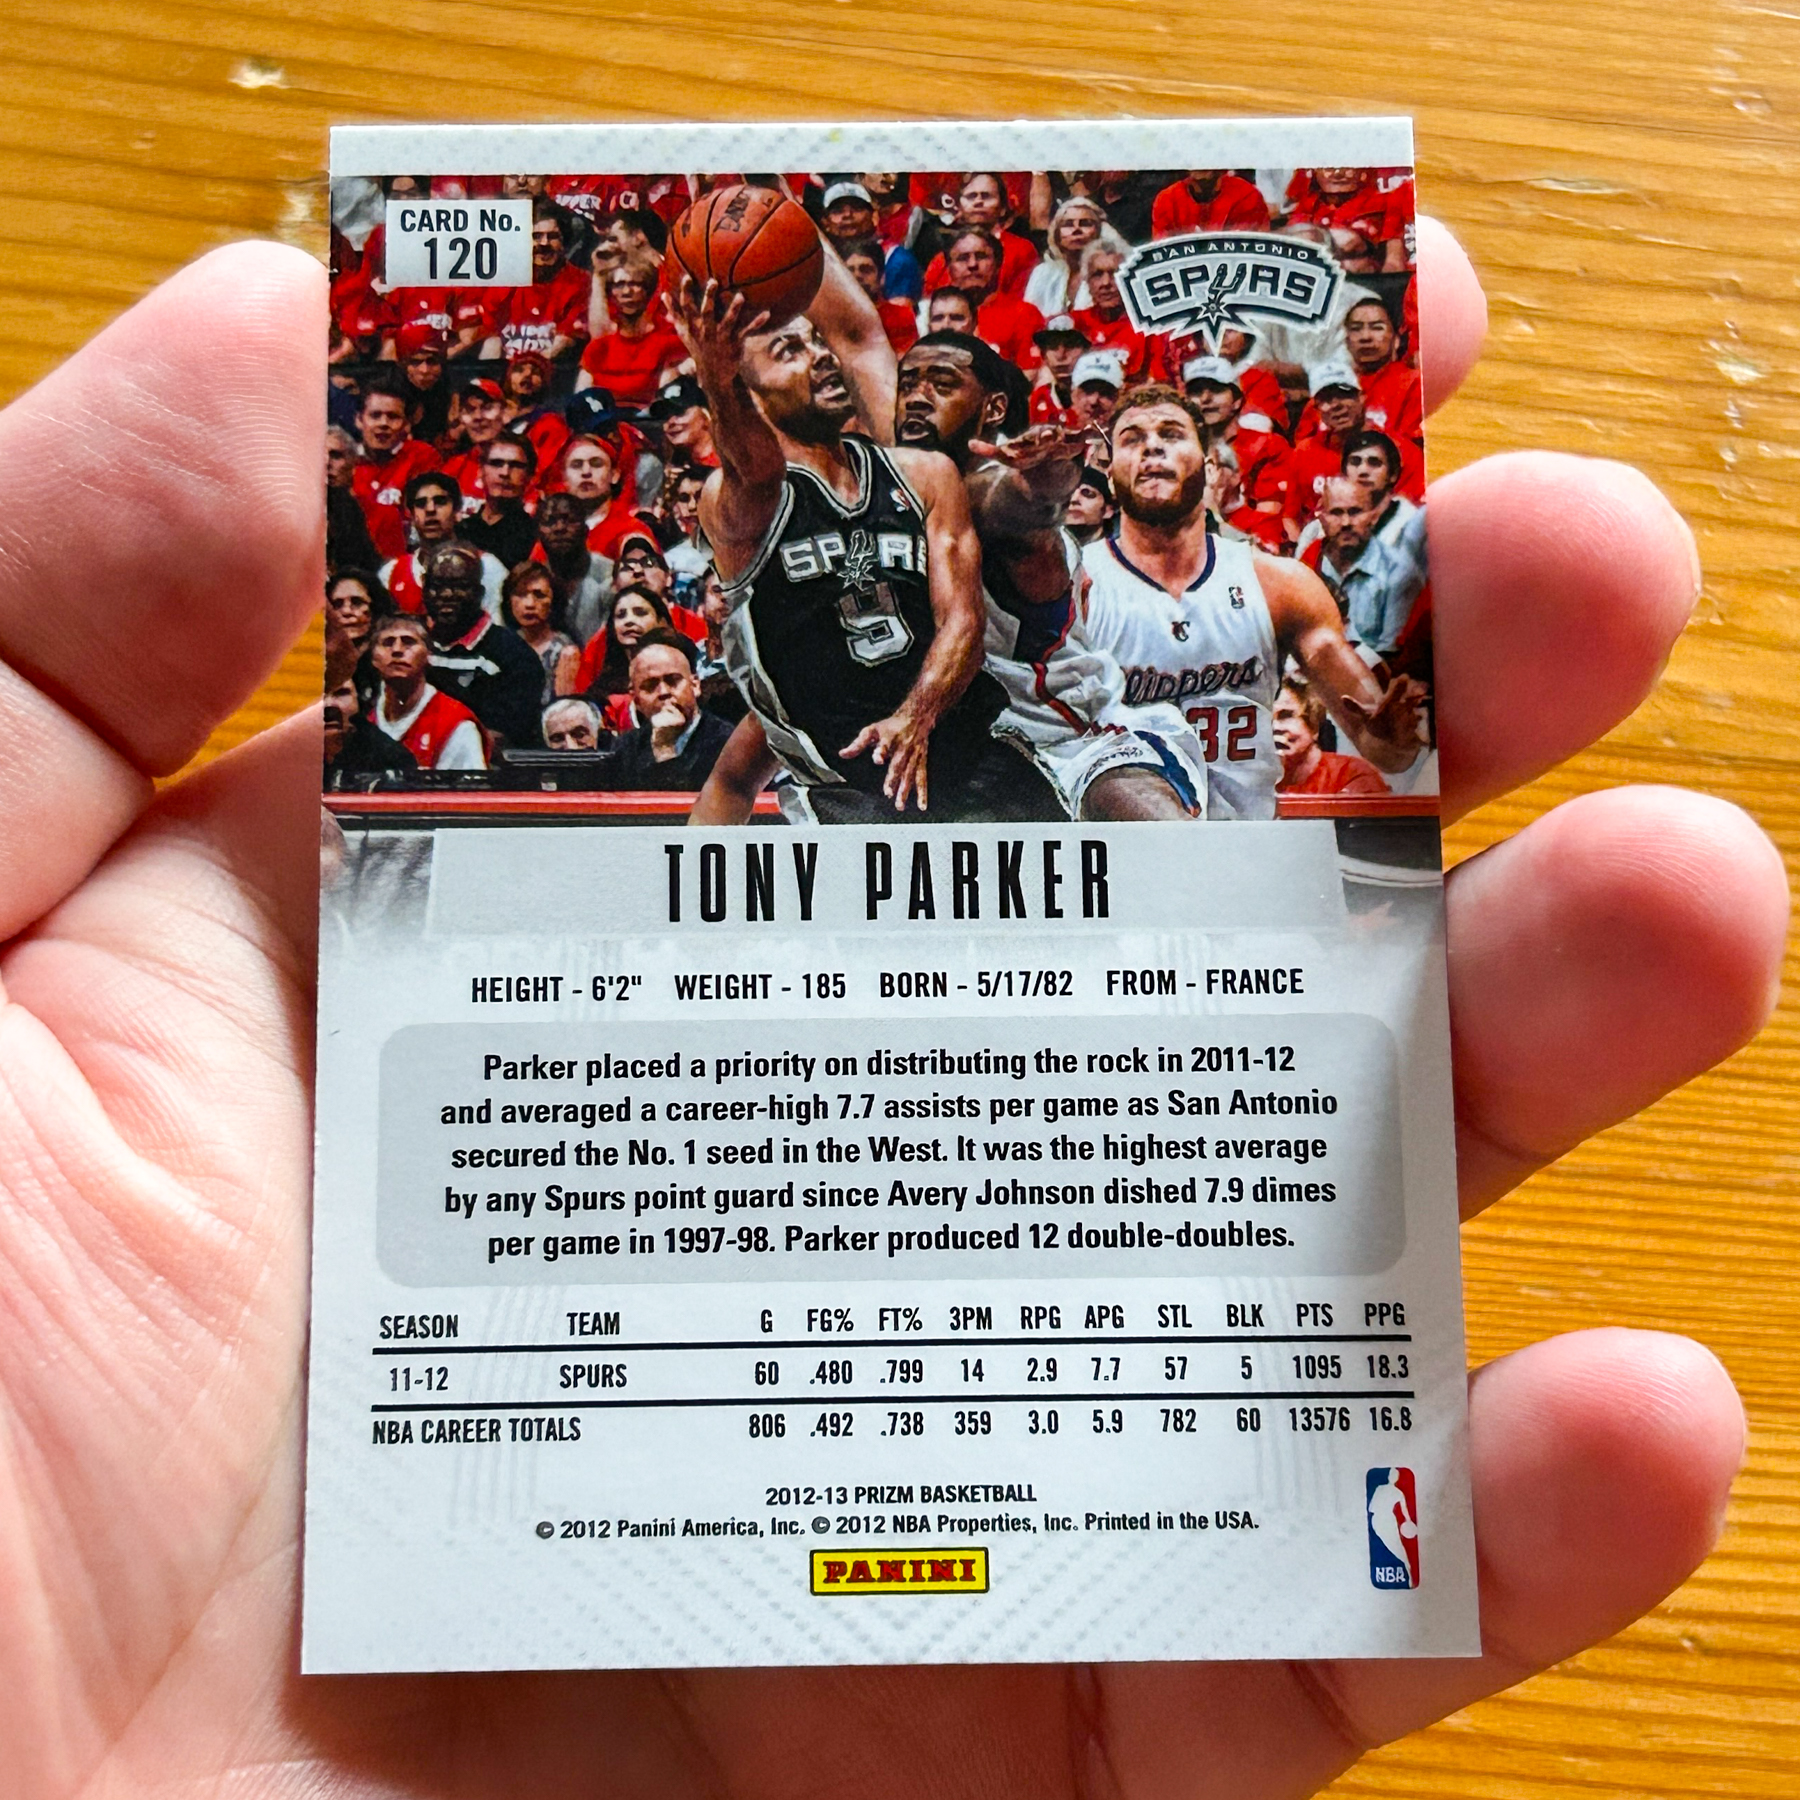 CARD No.
120
SAN ANTONIO
SPURS
SPURS
9
Clippers
32
TONY PARKER
HEIGHT - 6'2" WEIGHT - 185 BORN - 5/17/82 FROM - FRANCE
Parker placed a priority on distributing the rock in 2011-12
and averaged a career-high 7.7 assists per game as San Antonio
secured the No. 1 seed in the West. It was the highest average
by any Spurs point guard since Avery Johnson dished 7.9 dimes
per game in 1997-98. Parker produced 12 double-doubles.
SEASON TEAM G FG% FT% 3PM RPG APG STL BLK PTS PPG
11-12 SPURS 60 .480 .799 14 2.9 7.7 57 5 1095 18.3
NBA CAREER TOTALS 806 .492 .738 359 3.0 5.9 782 60 13576 16.8
2012-13 PRIZM BASKETBALL
© 2012 Panini America, Inc. © 2012 NBA Properties, Inc. Printed in the USA.
PANINI
NBA